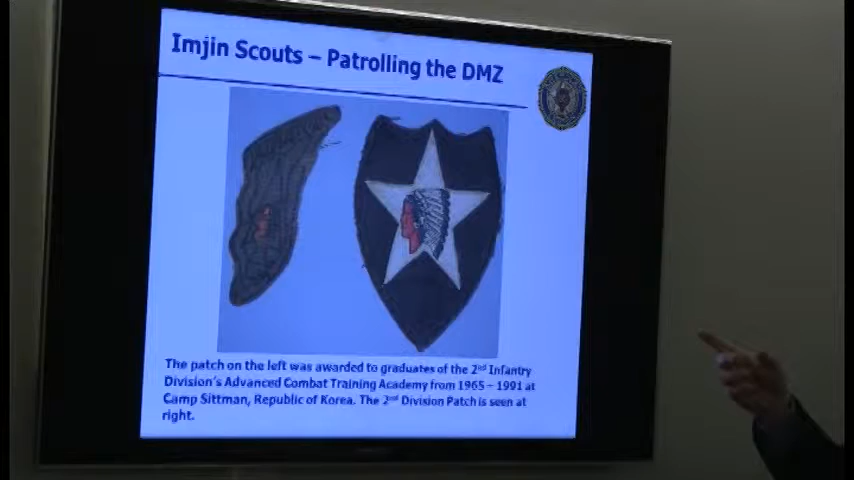 Imjin Scouts – Patrolling the DMZ
The patch on the left was awarded to graduates of the 2nd Infantry
Division's Advanced Combat Training Academy from 1965 – 1991 at
Camp Sittman, Republic of Korea. The 2nd Division Patch is seen at
right.